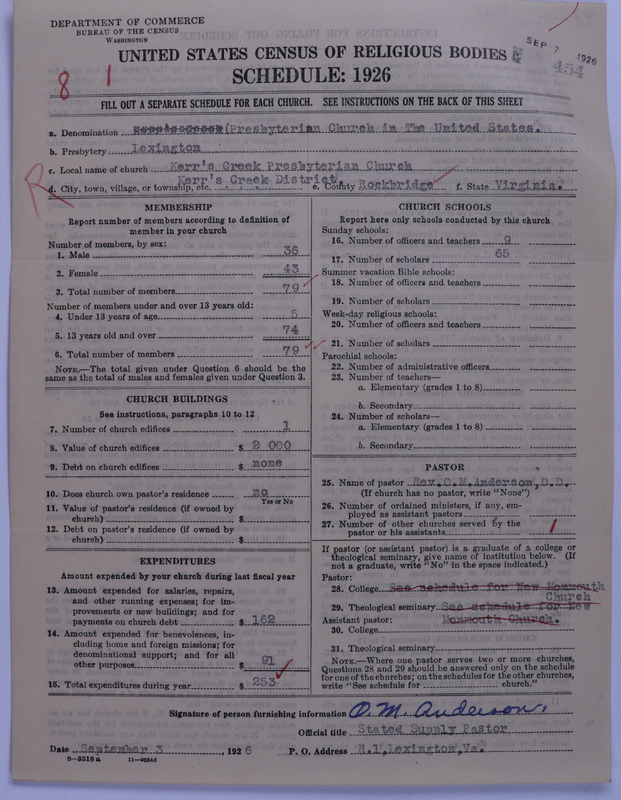 DEPARTMENT OF COMMERCE
BUREAU OF THE CENSUS
WASHINGTON
UNITED STATES CENSUS OF RELIGIOUS BODIES
SEP 7 1926
454
SCHEDULE: 1926
8 1
FILL OUT A SEPARATE SCHEDULE FOR EACH CHURCH. SEE INSTRUCTIONS ON THE BACK OF THIS SHEET
a. Denomination (Presbyterian Church in The United States.
b. Presbytery Lexington
c. Local name of church Kerr's Creek Presbyterian Church
R
d. City, town, village, or township, etc. Kerr's Creek District. e. County Rockbridge f. State Virginia.
MEMBERSHIP
Report number of members according to definition of
member in your church
Number of members, by sex:
1. Male 36
2. Female 43
3. Total number of members 79
Number of members under and over 13 years old:
4. Under 13 years of age 5
5. 13 years old and over 74
6. Total number of members 79
NOTE.—The total given under Question 6 should be
same as the total of males and females given under Question 3.
CHURCH BUILDINGS
See instructions, paragraphs 10 to 12
7. Number of church edifices 1
8. Value of church edifices $ 2 000
9. Debt on church edifices $ none
10. Does church own pastor's residence no
Yes or No
11. Value of pastor's residence (if owned by
church) $
12. Debt on pastor's residence (if owned by
church) $
EXPENDITURES
Amount expended by your church during last fiscal year
13. Amount expended for salaries, repairs,
and other running expenses; for im-
provements or new buildings; and for
payments on church debt $ 162
14. Amount expended for benevolences, in-
cluding home and foreign missions; for
denominational support; and for all
other purposes $ 91
15. Total expenditures during year $ 253
CHURCH SCHOOLS
Report here only schools conducted by this church
Sunday schools:
16. Number of officers and teachers 9
17. Number of scholars 65
Summer vacation Bible schools:
18. Number of officers and teachers
19. Number of scholars
Week-day religious schools:
20. Number of officers and teachers
21. Number of scholars
Parochial schools:
22. Number of administrative officers
23. Number of teachers—
a. Elementary (grades 1 to 8)
b. Secondary
24. Number of scholars—
a. Elementary (grades 1 to 8)
b. Secondary
PASTOR
25. Name of pastor Rev. O.M.Anderson, D.D.
(If church has no pastor, write "None")
26. Number of ordained ministers, if any, em-
ployed as assistant pastors
27. Number of other churches served by the
pastor or his assistants 1
If pastor (or assistant pastor) is a graduate of a college or
theological seminary, give name of institution below. (If
not a graduate, write "No" in the space indicated.)
Pastor:
28. College See schedule for New Monmouth
Church
29. Theological seminary See schedule for New
Assistant pastor: Monmouth Church.
30. College
31. Theological seminary
NOTE.—Where one pastor serves two or more churches,
Questions 28 and 29 should be answered only on the schedule
for one of the churches; on the schedules for the other churches,
write "See schedule for church."
Signature of person furnishing information O. M. Anderson.
Official title Stated Supply Pastor
Date September 3, 1926 P. O. Address R.1, Lexington, Va.
8-5518a